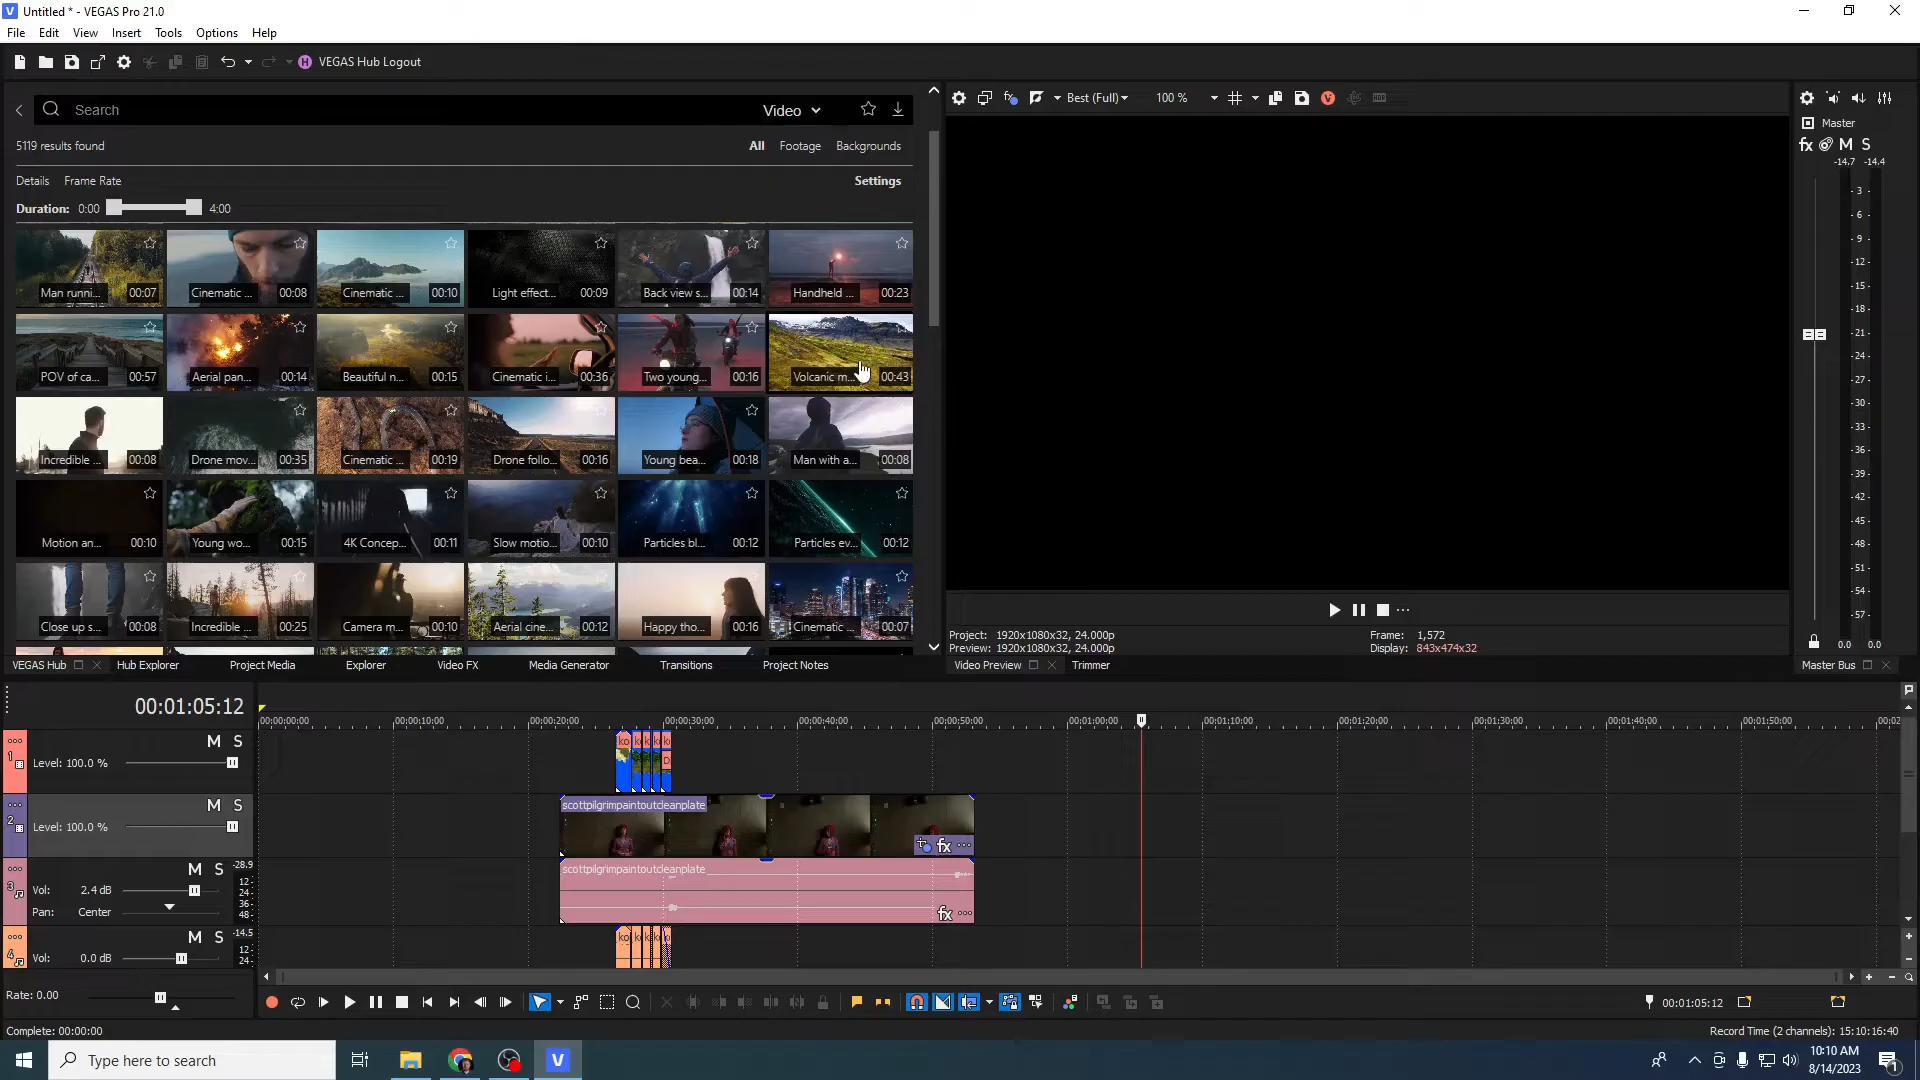 Untitled * - VEGAS Pro 21.0
File Edit View Insert Tools Options Help
VEGAS Hub Logout
Search Video
5119 results found All Footage Backgrounds
Details Frame Rate Settings
Duration: 0:00 4:00
Man runni... 00:07 Cinematic ... 00:08 Cinematic ... 00:10 Light effect... 00:09 Back view s... 00:14 Handheld ... 00:23
POV of ca... 00:57 Aerial pan... 00:14 Beautiful n... 00:15 Cinematic i... 00:36 Two young... 00:16 Volcanic m... 00:43
Incredible ... 00:08 Drone mov... 00:35 Cinematic ... 00:19 Drone follo... 00:16 Young bea... 00:18 Man with a... 00:08
Motion an... 00:10 Young wo... 00:15 4K Concep... 00:11 Slow motio... 00:10 Particles bl... 00:12 Particles ev... 00:12
Close up s... 00:08 Incredible ... 00:25 Camera m... 00:10 Aerial cine... 00:12 Happy tho... 00:16 Cinematic ... 00:07
VEGAS Hub Hub Explorer Project Media Explorer Video FX Media Generator Transitions Project Notes
Best (Full) 100 %
Project: 1920x1080x32, 24.000p Frame: 1,572
Preview: 1920x1080x32, 24.000p Display: 843x474x32
Video Preview Trimmer
Master
fx M S
-14.7 -14.4
- 3 -
- 6 -
- 9 -
-12-
-15-
-18-
-21-
-24-
-27-
-30-
-33-
-36-
-39-
-42-
-45-
-48-
-51-
-54-
-57-
0.0 0.0
Master Bus
00:01:05:12
00:00:00:00 00:00:10:00 00:00:20:00 00:00:30:00 00:00:40:00 00:00:50:00 00:01:00:00 00:01:10:00 00:01:20:00 00:01:30:00 00:01:40:00 00:01:50:00 00:02
1 M S
Level: 100.0 %
2 M S
Level: 100.0 %
scottpilgrimpaintoutcleanplate
fx
3 M S -28.9
Vol: 2.4 dB 12-
24-
36-
Pan: Center 48-
scottpilgrimpaintoutcleanplate
fx
4 M S -14.5
Vol: 0.0 dB 12-
24-
Rate: 0.00
00:01:05:12
Complete: 00:00:00 Record Time (2 channels): 15:10:16:40
Type here to search
10:10 AM
8/14/2023
1